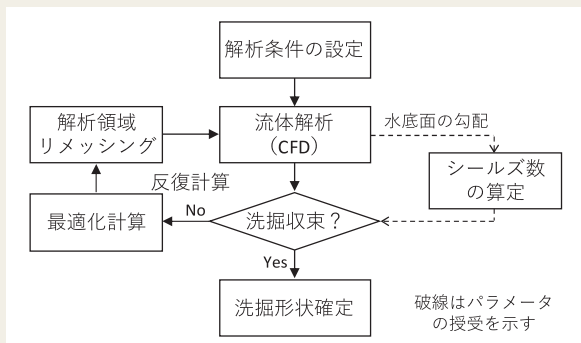 解析条件の設定
解析領域
リメッシング
流体解析
（CFD）
水底面の勾配
シールズ数
の算定
反復計算
最適化計算
No
洗掘収束？
Yes
洗掘形状確定
破線はパラメータ
の授受を示す